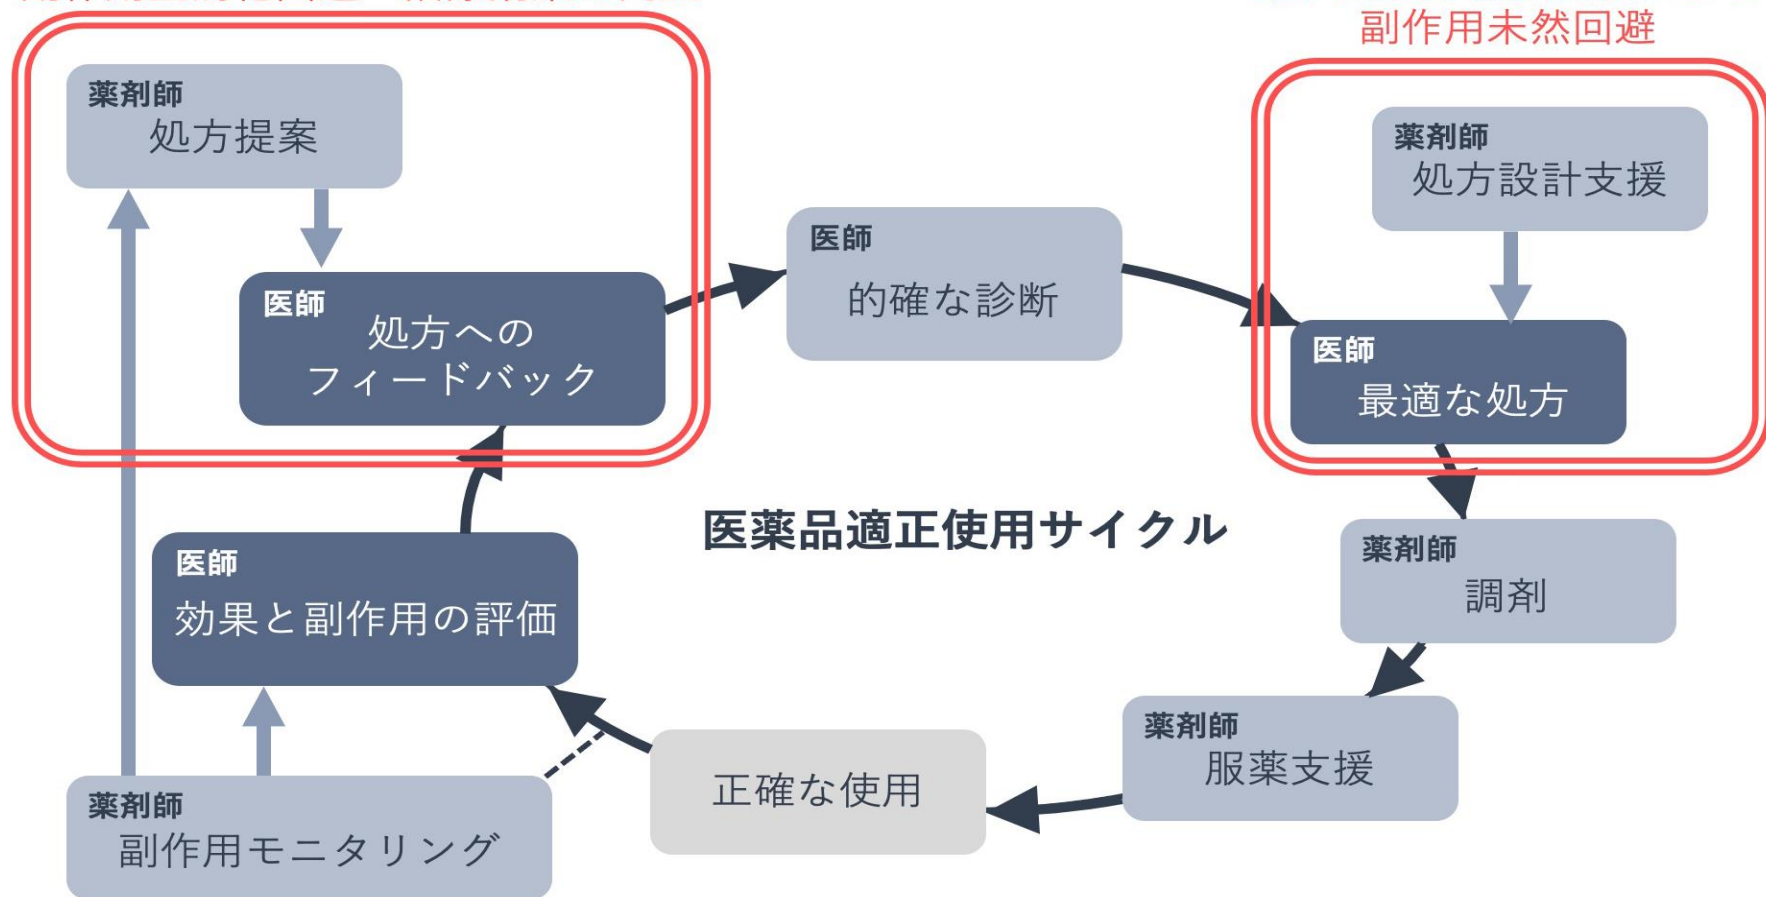 副作用未然回避
薬剤師
処方提案
薬剤師
処方設計支援
医師
的確な診断
医師
処方への
フィードバック
医師
最適な処方
医薬品適正使用サイクル
薬剤師
調剤
医師
効果と副作用の評価
薬剤師
服薬支援
正確な使用
薬剤師
副作用モニタリング